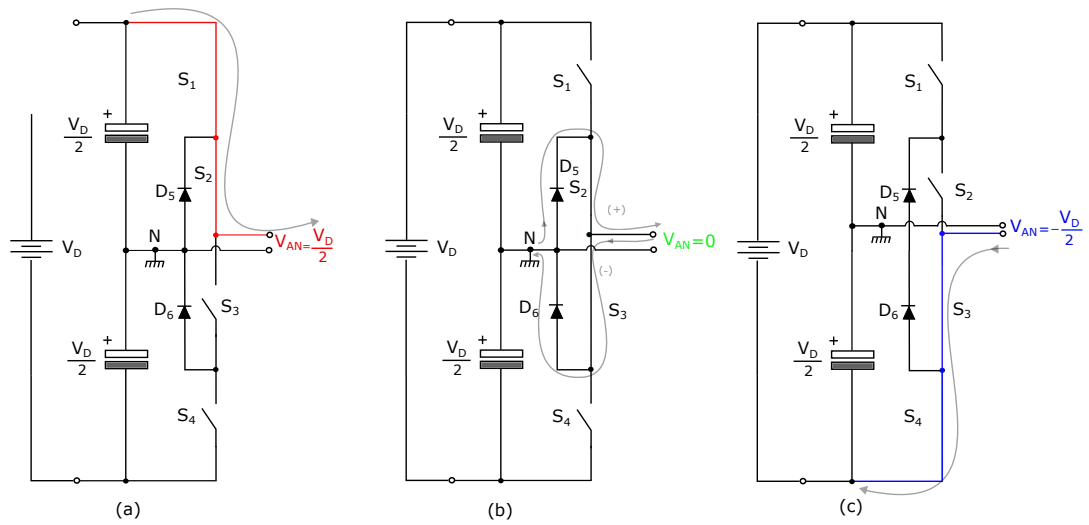 S1
+
VD
2
S2
D5
N
VD
VAN=VD
2
D6
S3
+
VD
2
S4
(a)
S1
+
VD
2
D5
S2
(+)
N
VD
VAN=0
(-)
D6
S3
+
VD
2
S4
(b)
S1
+
VD
2
D5
S2
N
VD
VAN=-VD
2
D6
S3
+
VD
2
S4
(c)